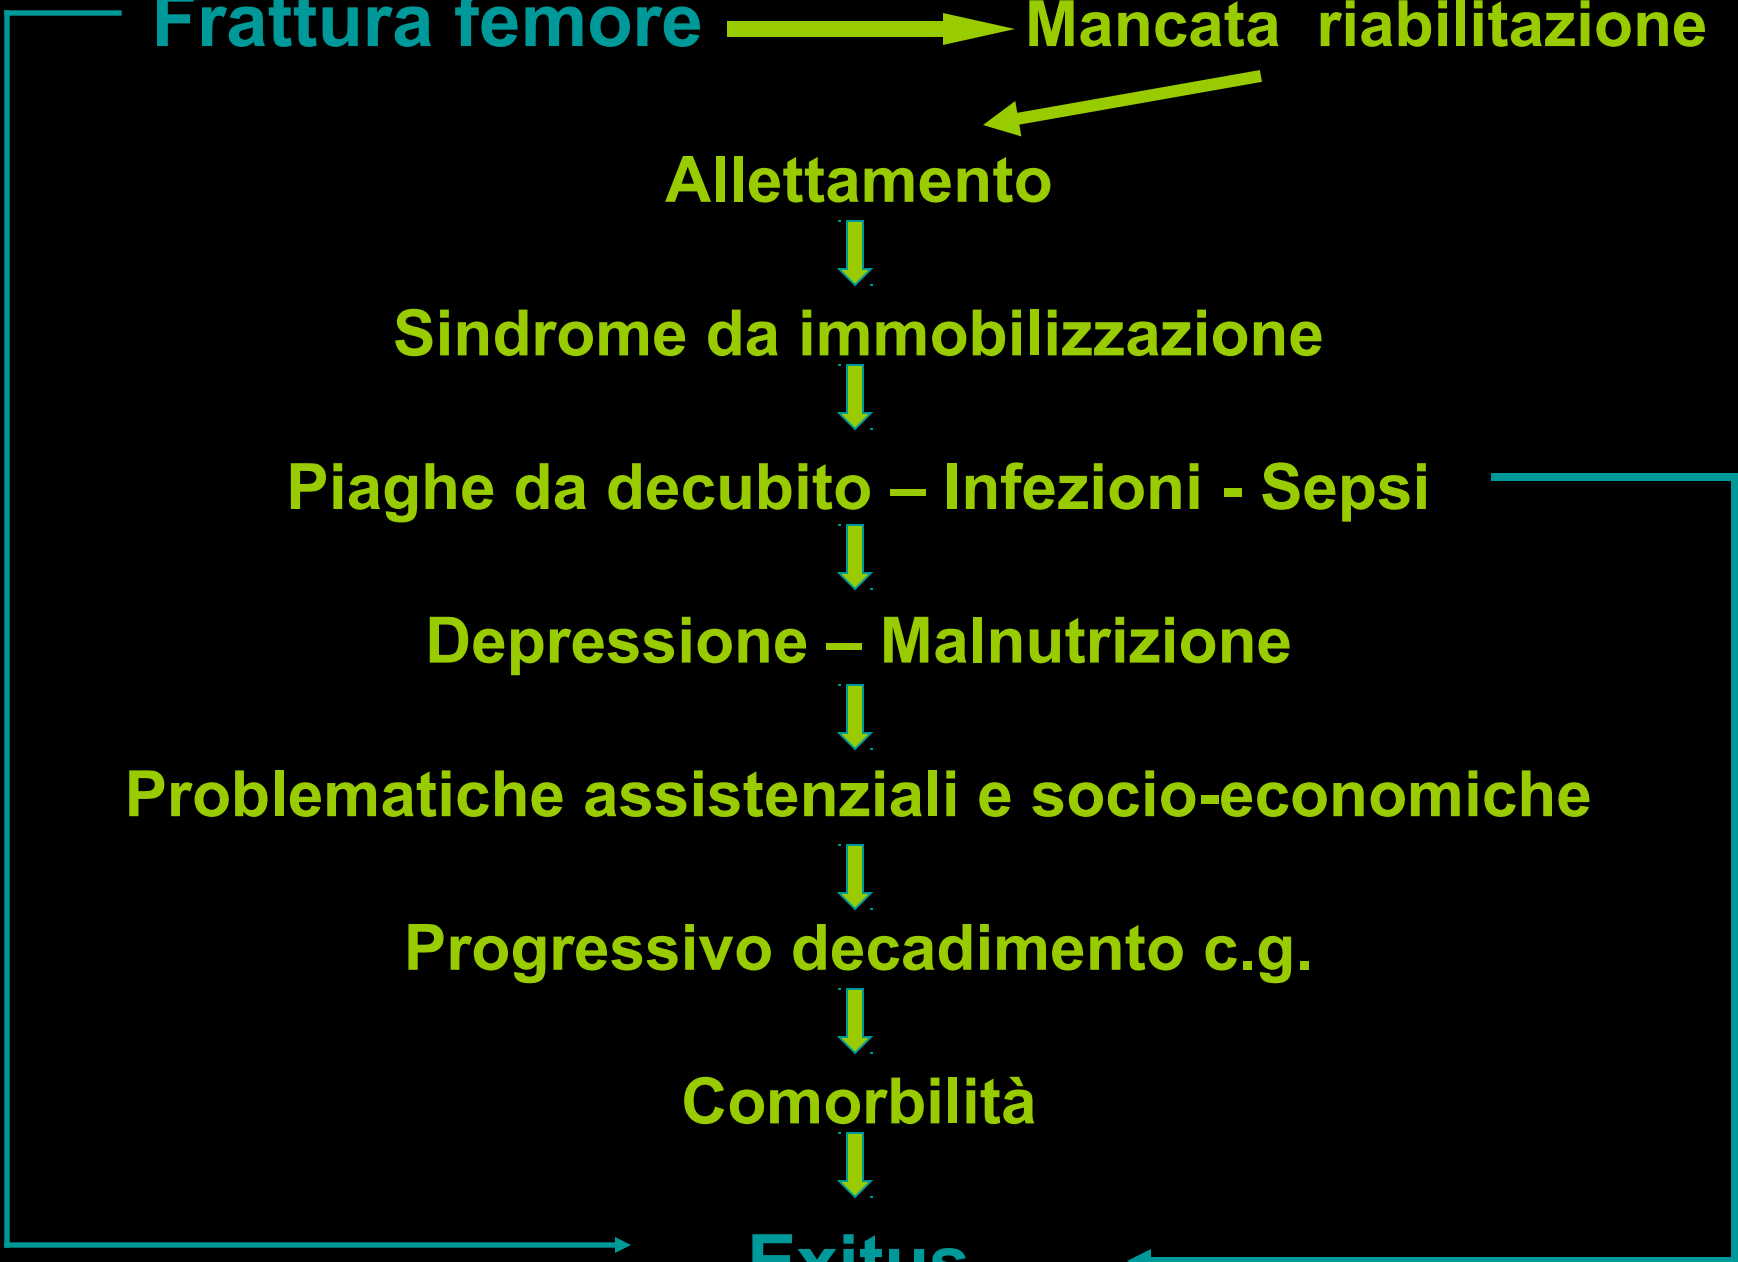 Frattura femore Mancata riabilitazione
Allettamento
Sindrome da immobilizzazione
Piaghe da decubito – Infezioni - Sepsi
Depressione – Malnutrizione
Problematiche assistenziali e socio-economiche
Progressivo decadimento c.g.
Comorbilità
Exitus